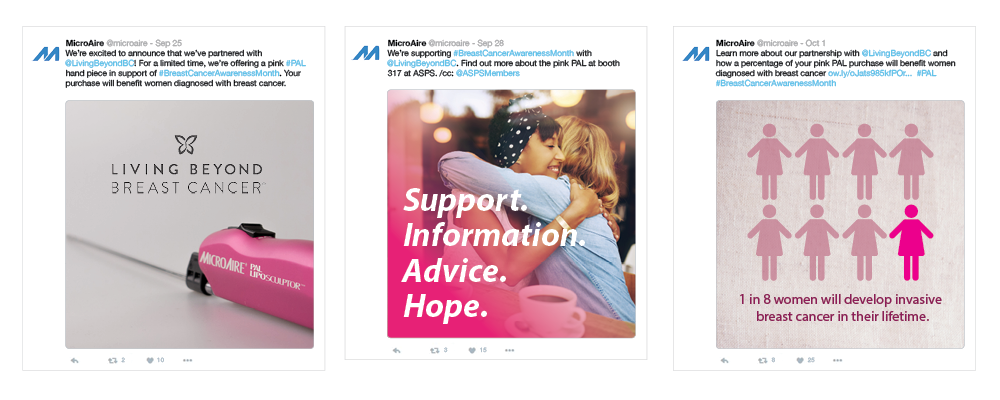 MicroAire @microaire - Sep 25
We're excited to announce that we've partnered with
@LivingBeyondBC! For a limited time, we're offering a pink #PAL
hand piece in support of #BreastCancerAwarenessMonth. Your
purchase will benefit women diagnosed with breast cancer.
LIVING BEYOND
BREAST CANCER
MICROAIRE PAL
LIPOSCULPTOR
2
10
MicroAire @microaire - Sep 28
We're supporting #BreastCancerAwarenessMonth with
@LivingBeyondBC. Find out more about the pink PAL at booth
317 at ASPS. /cc: @ASPSMembers
Support.
Information.
Advice.
Hope.
3
15
MicroAire @microaire - Oct 1
Learn more about our partnership with @LivingBeyondBC and
how a percentage of your pink PAL purchase will benefit women
diagnosed with breast cancer ow.ly/oJats985kfPOr... #PAL
#BreastCancerAwarenessMonth
1 in 8 women will develop invasive
breast cancer in their lifetime.
6
25